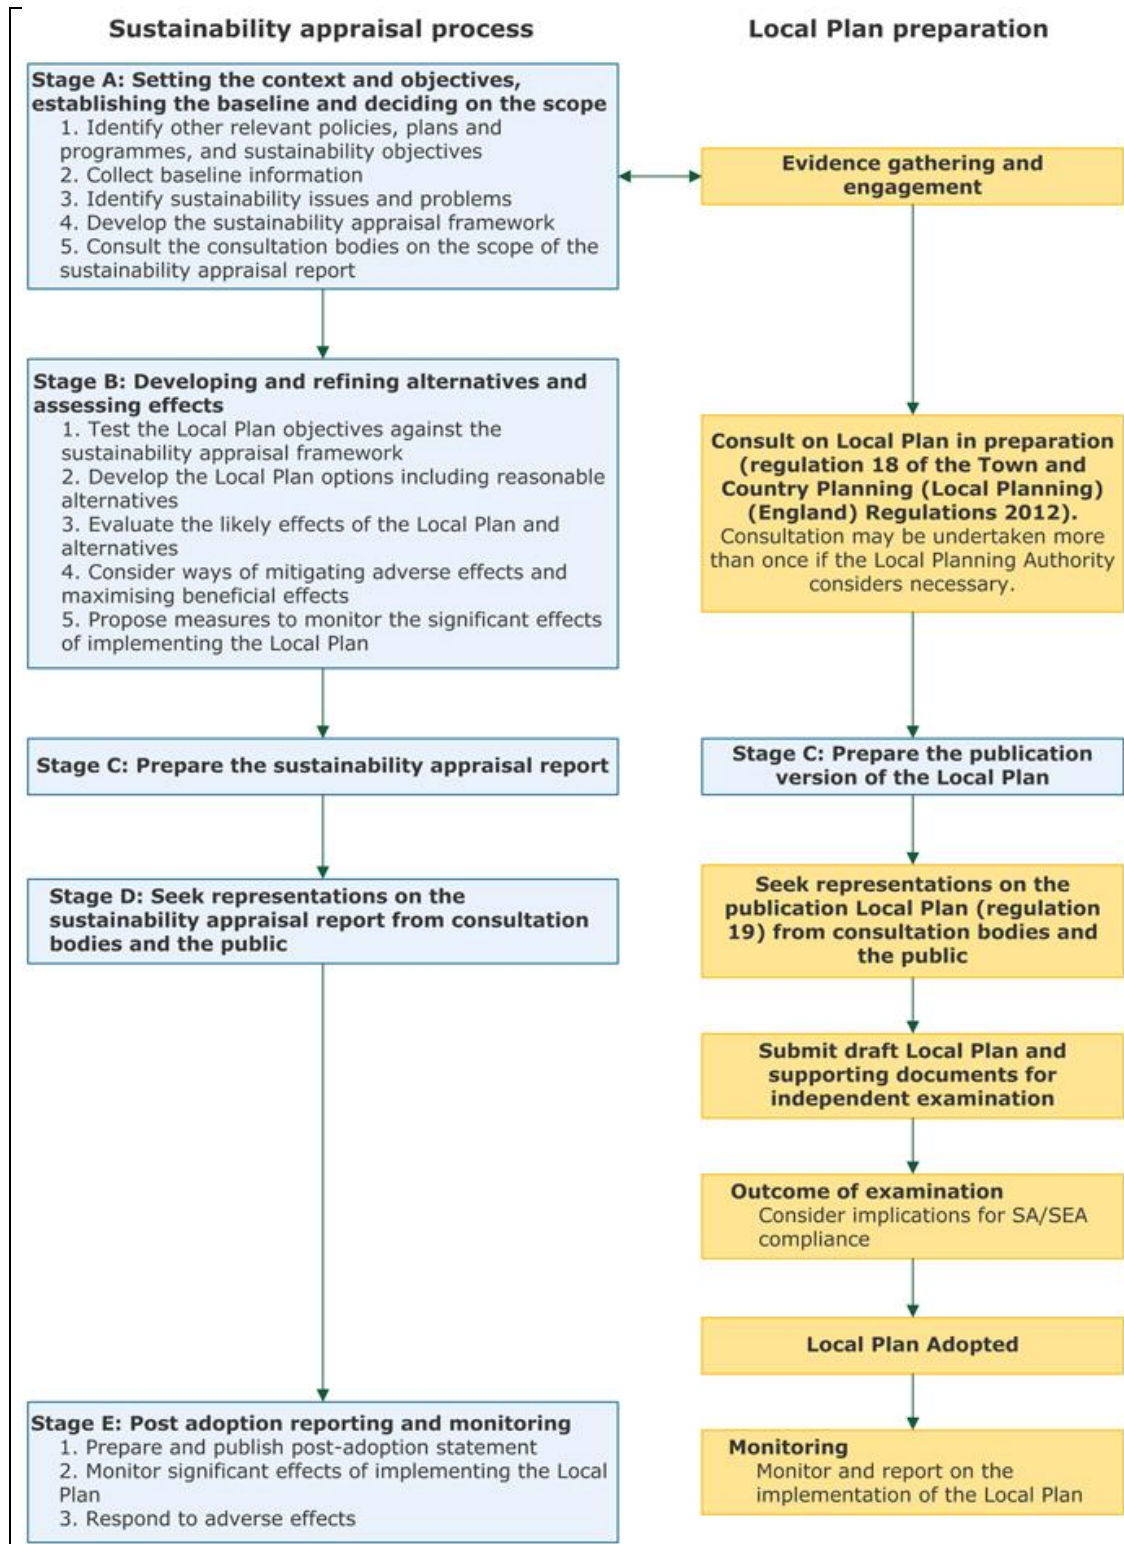 Sustainability appraisal process
Local Plan preparation
Stage A: Setting the context and objectives,
establishing the baseline and deciding on the scope
1. Identify other relevant policies, plans and
programmes, and sustainability objectives
2. Collect baseline information
3. Identify sustainability issues and problems
4. Develop the sustainability appraisal framework
5. Consult the consultation bodies on the scope of the
sustainability appraisal report
Evidence gathering and
engagement
Stage B: Developing and refining alternatives and
assessing effects
1. Test the Local Plan objectives against the
sustainability appraisal framework
2. Develop the Local Plan options including reasonable
alternatives
3. Evaluate the likely effects of the Local Plan and
alternatives
4. Consider ways of mitigating adverse effects and
maximising beneficial effects
5. Propose measures to monitor the significant effects
of implementing the Local Plan
Consult on Local Plan in preparation
(regulation 18 of the Town and
Country Planning (Local Planning)
(England) Regulations 2012).
Consultation may be undertaken more
than once if the Local Planning Authority
considers necessary.
Stage C: Prepare the sustainability appraisal report
Stage C: Prepare the publication
version of the Local Plan
Stage D: Seek representations on the
sustainability appraisal report from consultation
bodies and the public
Seek representations on the
publication Local Plan (regulation
19) from consultation bodies and
the public
Submit draft Local Plan and
supporting documents for
independent examination
Outcome of examination
Consider implications for SA/SEA
compliance
Local Plan Adopted
Stage E: Post adoption reporting and monitoring
1. Prepare and publish post-adoption statement
2. Monitor significant effects of implementing the Local
Plan
3. Respond to adverse effects
Monitoring
Monitor and report on the
implementation of the Local Plan